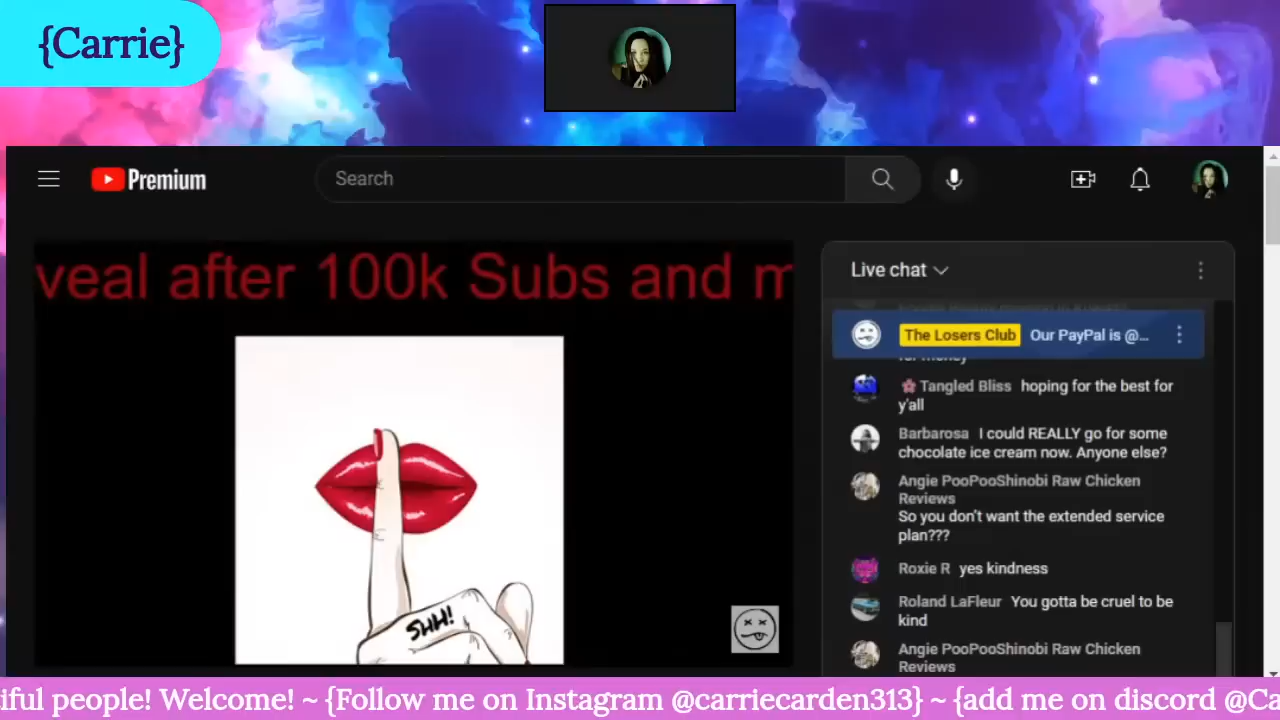 {Carrie}
Premium
Search
veal after 100k Subs and m
SHH!
Live chat
The Losers Club Our PayPal is @...
for money
Tangled Bliss hoping for the best for
y'all
Barbarosa I could REALLY go for some
chocolate ice cream now. Anyone else?
Angie PooPooShinobi Raw Chicken
Reviews
So you don't want the extended service
plan???
Roxie R yes kindness
Roland LaFleur You gotta be cruel to be
kind
Angie PooPooShinobi Raw Chicken
Reviews
iful people! Welcome! ~ {Follow me on Instagram @carriecarden313} ~ {add me on discord @Ca